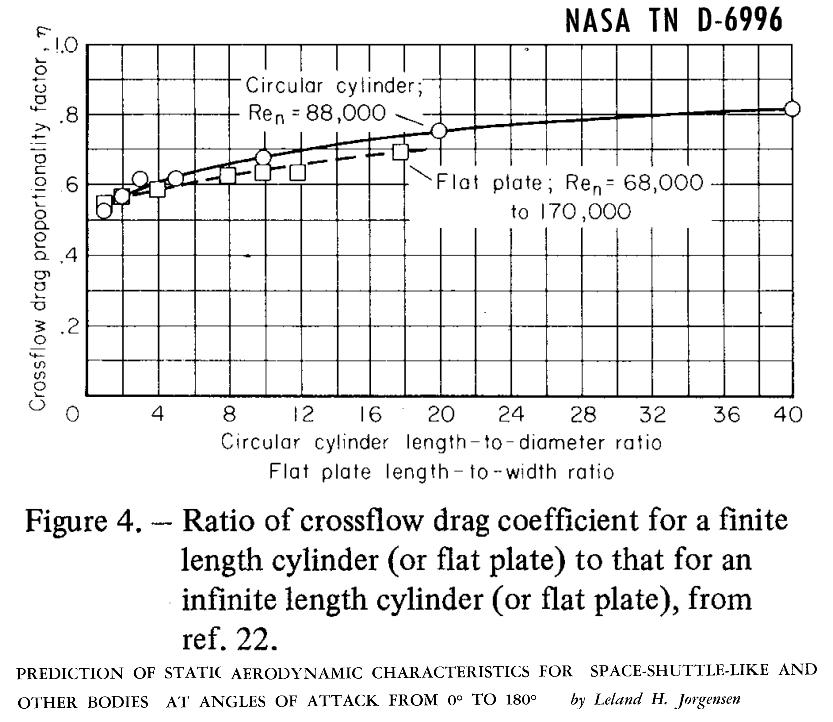 NASA TN D-6996
Crossflow drag proportionality factor, η
1.0
.8
.6
.4
.2
0
Circular cylinder;
Reₙ = 88,000
Flat plate; Reₙ = 68,000
to 170,000
4 8 12 16 20 24 28 32 36 40
Circular cylinder length-to-diameter ratio
Flat plate length-to-width ratio
Figure 4. – Ratio of crossflow drag coefficient for a finite
length cylinder (or flat plate) to that for an
infinite length cylinder (or flat plate), from
ref. 22.
PREDICTION OF STATIC AERODYNAMIC CHARACTERISTICS FOR SPACE-SHUTTLE-LIKE AND
OTHER BODIES AT ANGLES OF ATTACK FROM 0° TO 180° by Leland H. Jorgensen